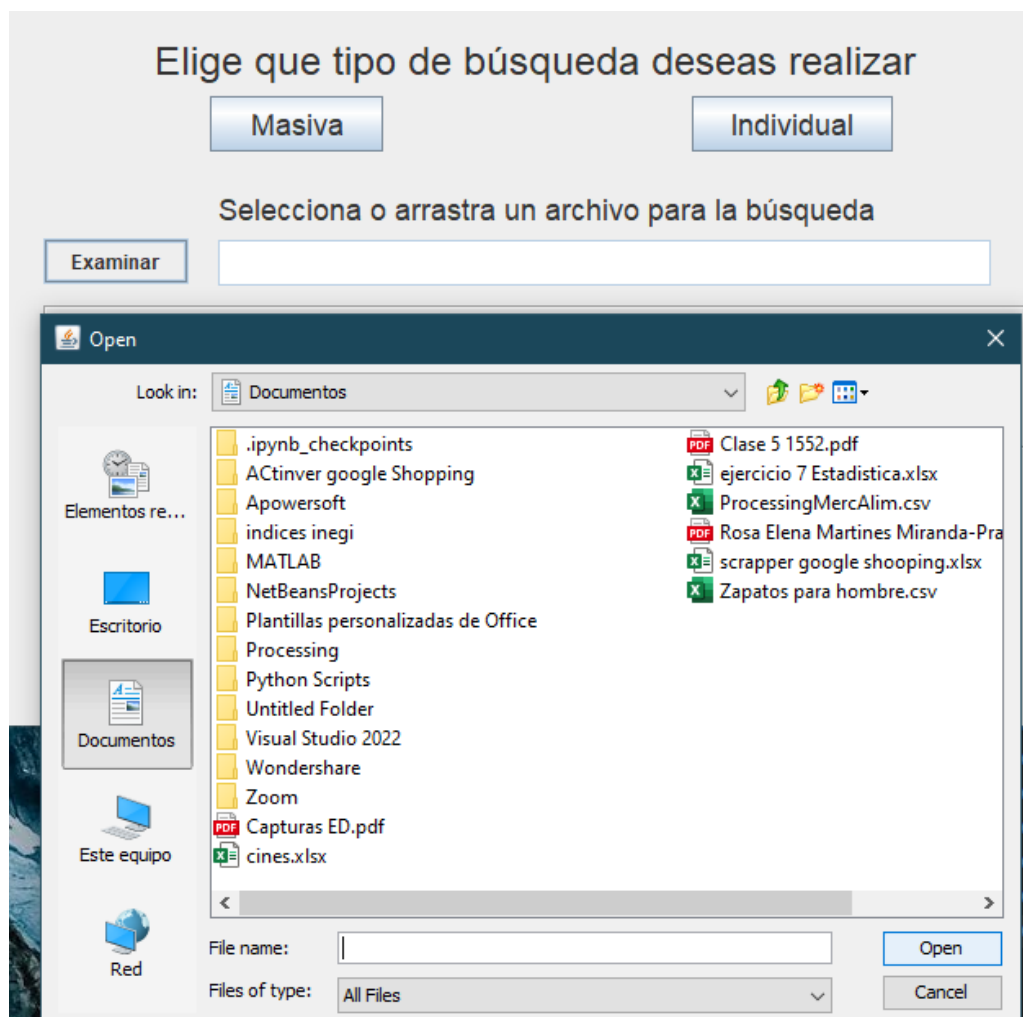 Elige que tipo de búsqueda deseas realizar
Masiva
Individual
Selecciona o arrastra un archivo para la búsqueda
Examinar
Open
Look in:
Documentos
Elementos re...
Escritorio
Documentos
Este equipo
Red
.ipynb_checkpoints
ACtinver google Shopping
Apowersoft
indices inegi
MATLAB
NetBeansProjects
Plantillas personalizadas de Office
Processing
Python Scripts
Untitled Folder
Visual Studio 2022
Wondershare
Zoom
PDF Capturas ED.pdf
cines.xlsx
PDF Clase 5 1552.pdf
ejercicio 7 Estadistica.xlsx
ProcessingMercAlim.csv
PDF Rosa Elena Martines Miranda-Pra
scrapper google shooping.xlsx
Zapatos para hombre.csv
File name:
Open
Files of type:
All Files
Cancel